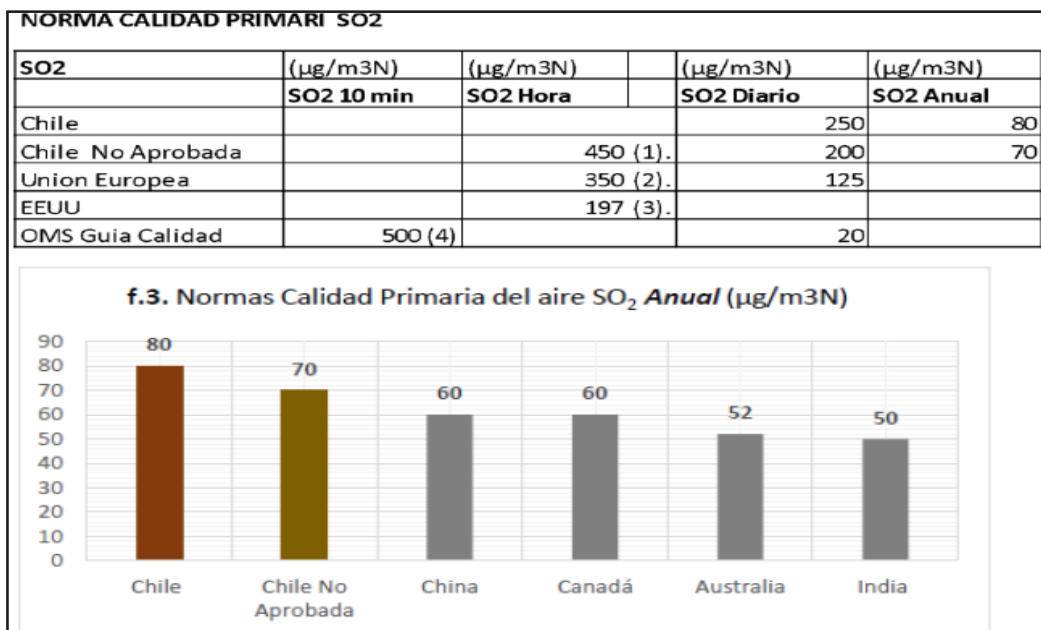 NORMA CALIDAD PRIMARI SO2
SO2 (µg/m3N) (µg/m3N) (µg/m3N) (µg/m3N)
SO2 10 min SO2 Hora SO2 Diario SO2 Anual
Chile 250 80
Chile No Aprobada 450 (1). 200 70
Union Europea 350 (2). 125
EEUU 197 (3).
OMS Guia Calidad 500 (4) 20
f.3. Normas Calidad Primaria del aire SO₂ Anual (µg/m3N)
90
80
70
60
50
40
30
20
10
0
80
70
60
60
52
50
Chile
Chile No
Aprobada
China
Canadá
Australia
India